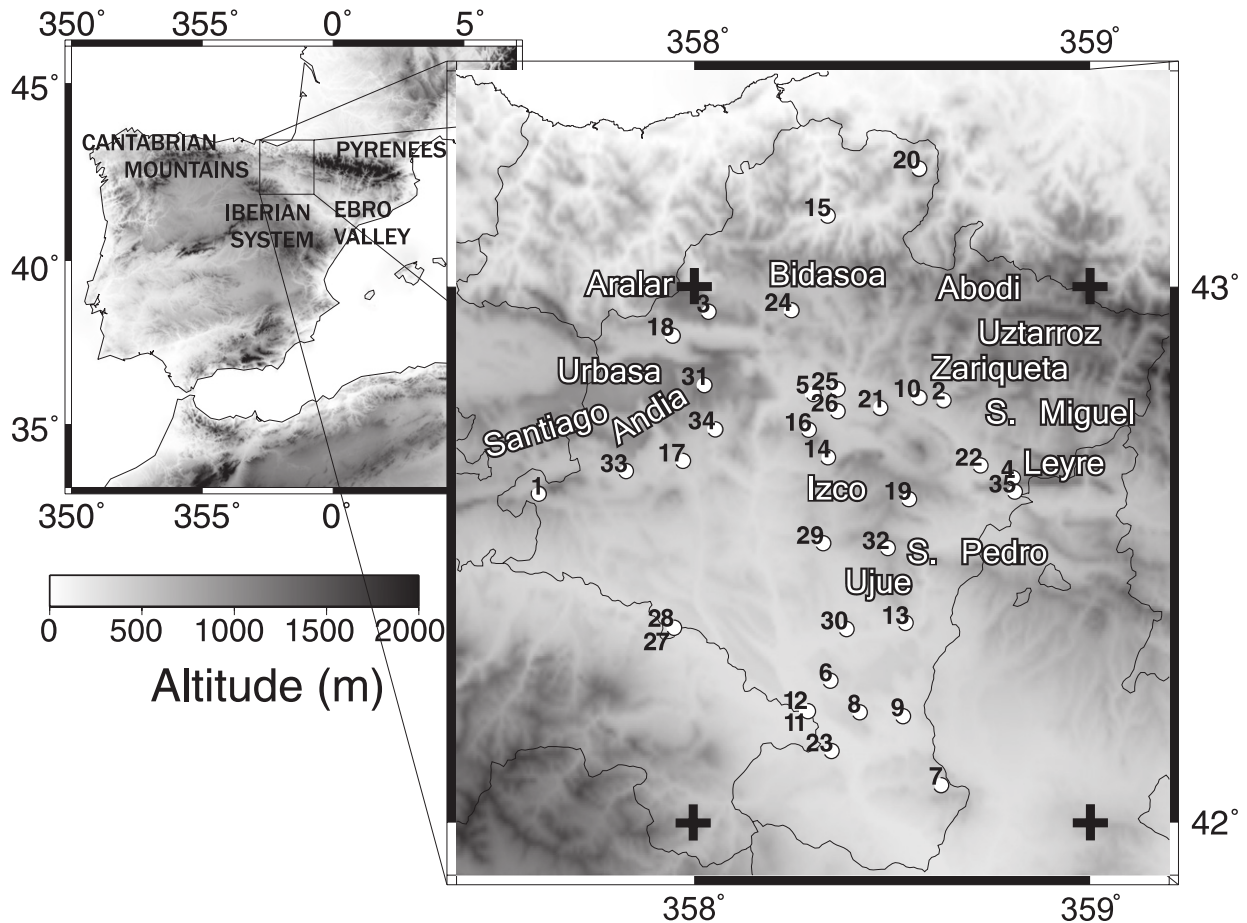 350° 355° 0° 5°
358° 359°
45°
40°
35°
CANTABRIAN
MOUNTAINS
PYRENEES
IBERIAN
SYSTEM
EBRO
VALLEY
350° 355° 0°
0 500 1000 1500 2000
Altitude (m)
20
15
Aralar
Bidasoa
Abodi
43°
3
24
18
Uztarroz
Urbasa
31
5
25
10
2
Zariqueta
Santiago
Andia
34
26
21
16
S. Miguel
33
17
14
22
4
Leyre
1
Izco
19
35
29
32
S. Pedro
Ujue
28
27
30
13
6
12
11
8
9
23
7
42°
358° 359°